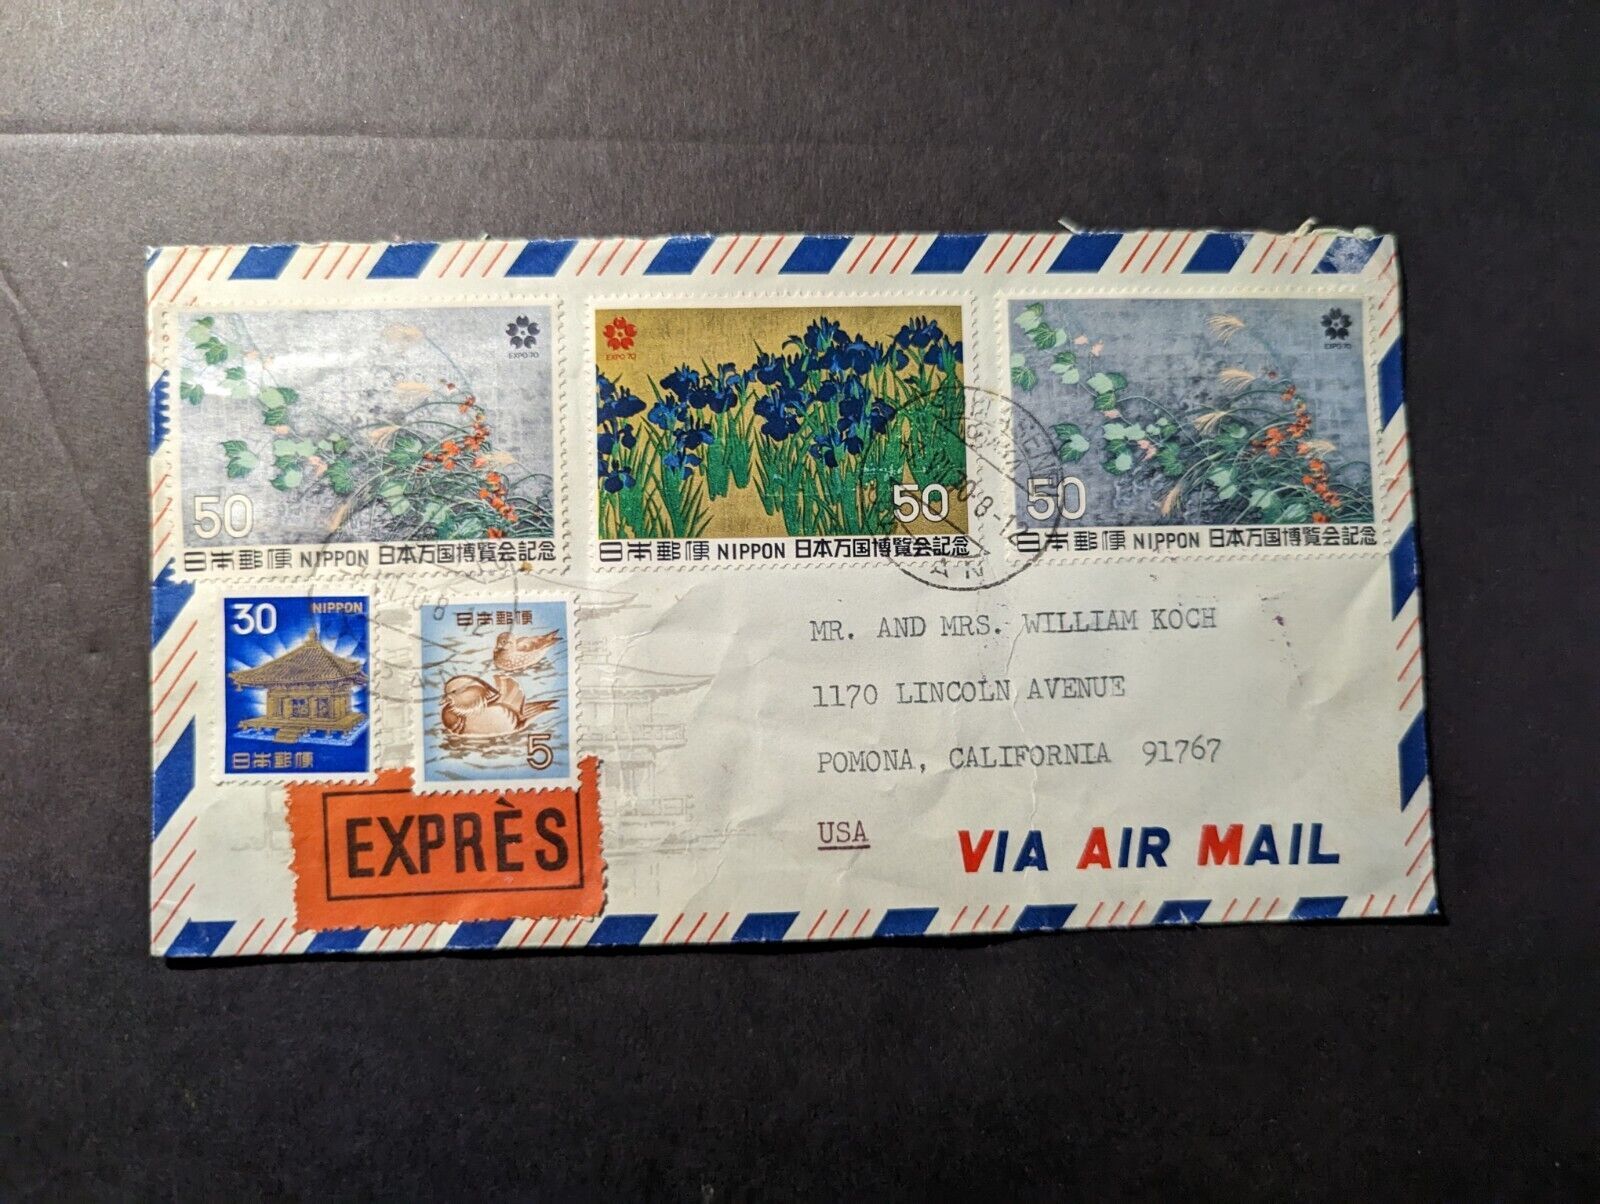 EXPO'70
50
日本郵便 NIPPON 日本万国博覧会記念
EXPO'70
50
日本郵便 NIPPON 日本万国博覧会記念
EXPO'70
50
日本郵便 NIPPON 日本万国博覧会記念
30 NIPPON
日本郵便
日本郵便
5
EXPRÈS
MR. AND MRS. WILLIAM KOCH
1170 LINCOLN AVENUE
POMONA, CALIFORNIA 91767
USA
VIA AIR MAIL